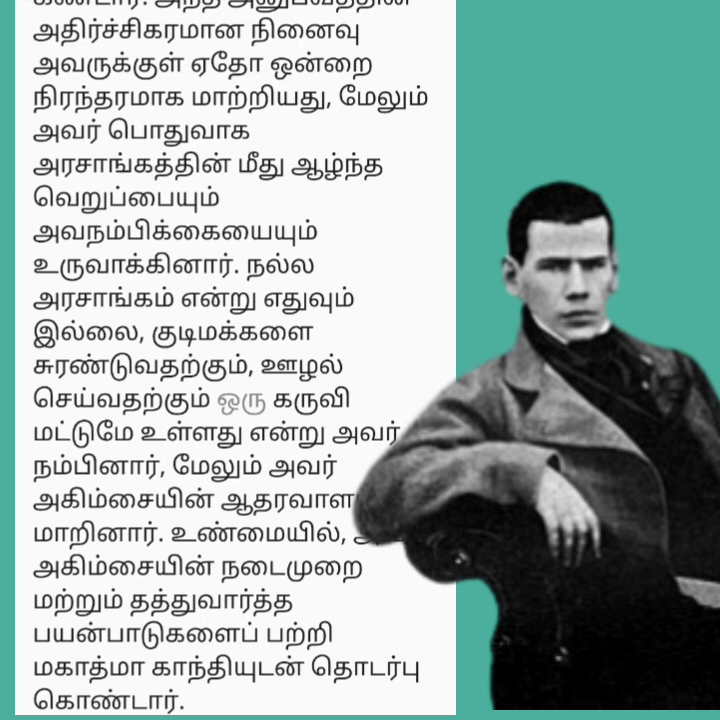 அதிர்ச்சிகரமான நினைவு
அவருக்குள் ஏதோ ஒன்றை
நிரந்தரமாக மாற்றியது, மேலும்
அவர் பொதுவாக
அரசாங்கத்தின் மீது ஆழ்ந்த
வெறுப்பையும்
அவநம்பிக்கையையும்
உருவாக்கினார். நல்ல
அரசாங்கம் என்று எதுவும்
இல்லை, குடிமக்களை
சுரண்டுவதற்கும், ஊழல்
செய்வதற்கும் ஒரு கருவி
மட்டுமே உள்ளது என்று அவர்
நம்பினார், மேலும் அவர்
அகிம்சையின்
மாறினார். உண்மையில்,
அகிம்சையின் நடைமுறை
மற்றும் தத்துவார்த்த
பயன்பாடுகளைப் பற்றி
மகாத்மா காந்தியுடன் தொடர்பு
கொண்டார்.